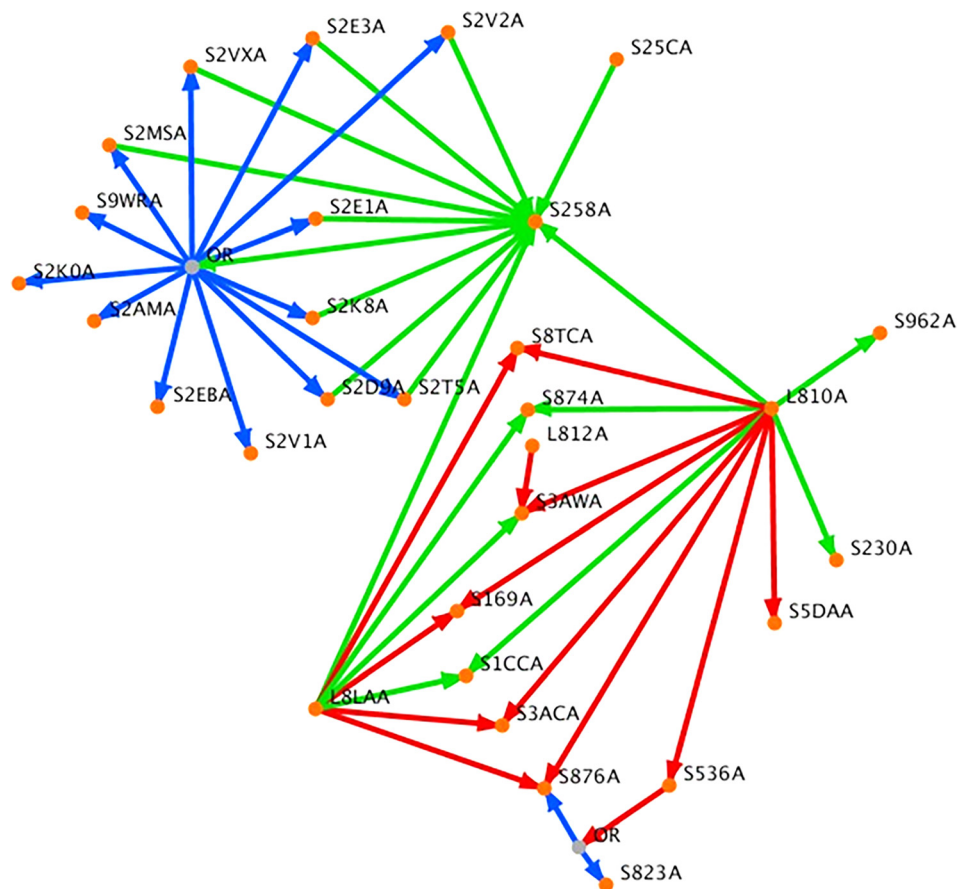 S2V2A
S2E3A
S25CA
S2VXA
S2MSA
S9WRA
S2E1A
S258A
OR
S2K0A
S2AMA
S2K8A
S962A
S8TCA
S2EBA
S2D9A
S2T5A
S874A
L810A
L812A
S2V1A
S3AWA
S230A
S169A
S5DAA
S1CCA
L8LAA
S3ACA
S876A
S536A
OR
S823A